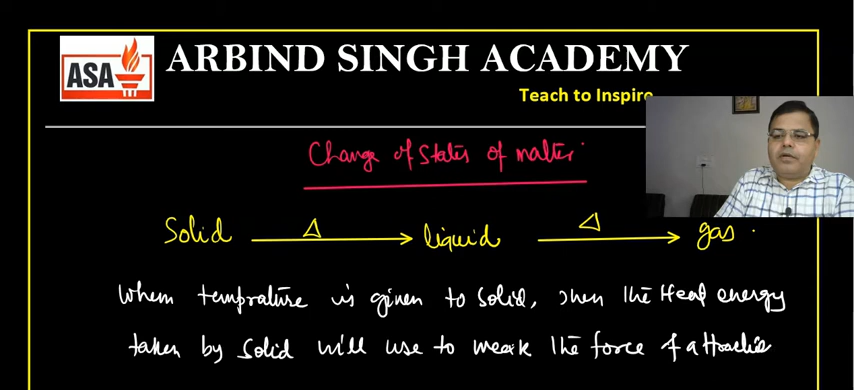 ASA
ARBIND SINGH ACADEMY
Teach to Inspire
Change of States of matter.
Solid Δ liquid Δ gas.
When temprature is given to solid, then the Heat energy
taken by solid will use to weak the force of attraction